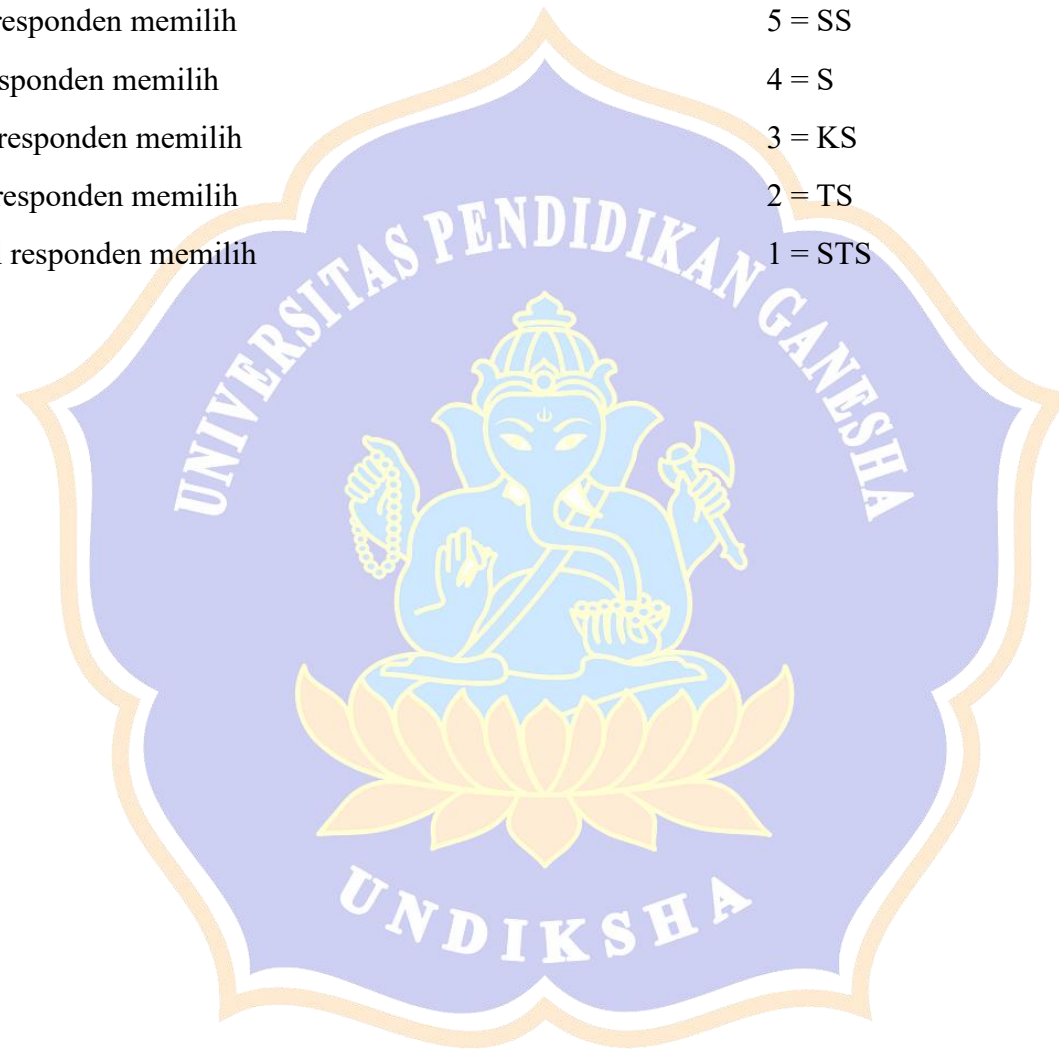 responden memilih 5 = SS
responden memilih 4 = S
responden memilih 3 = KS
responden memilih 2 = TS
responden memilih 1 = STS
UNIVERSITAS PENDIDIKAN GANESHA
UNDIKSHA